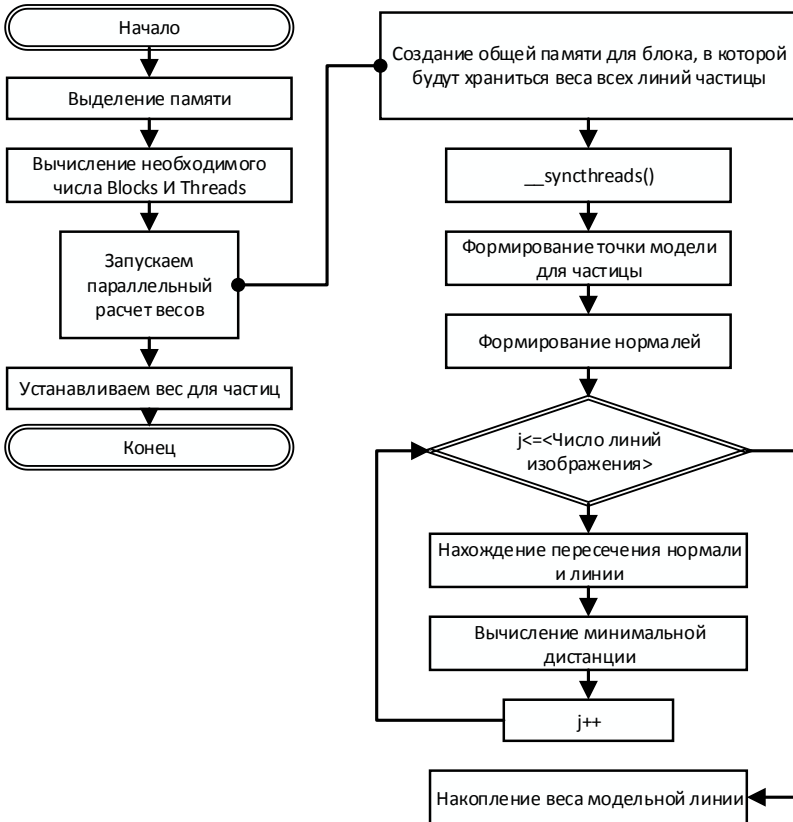 Начало
Выделение памяти
Вычисление необходимого
числа Blocks И Threads
Запускаем
параллельный
расчет весов
Устанавливаем вес для частиц
Конец
Создание общей памяти для блока, в которой
будут храниться веса всех линий частицы
__syncthreads()
Формирование точки модели
для частицы
Формирование нормалей
j<=<Число линий
изображения>
Нахождение пересечения нормали
и линии
Вычисление минимальной
дистанции
j++
Накопление веса модельной линии